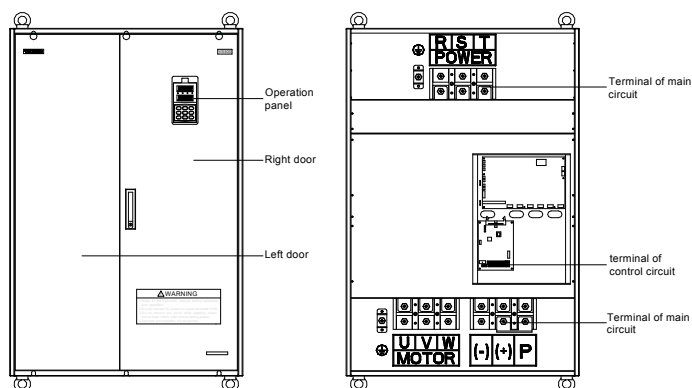 Operation
panel
Right door
Left door
WARNING
R S T
POWER
Terminal of main
circuit
terminal of
control circuit
Terminal of main
circuit
U V W
MOTOR
(-) (+) P